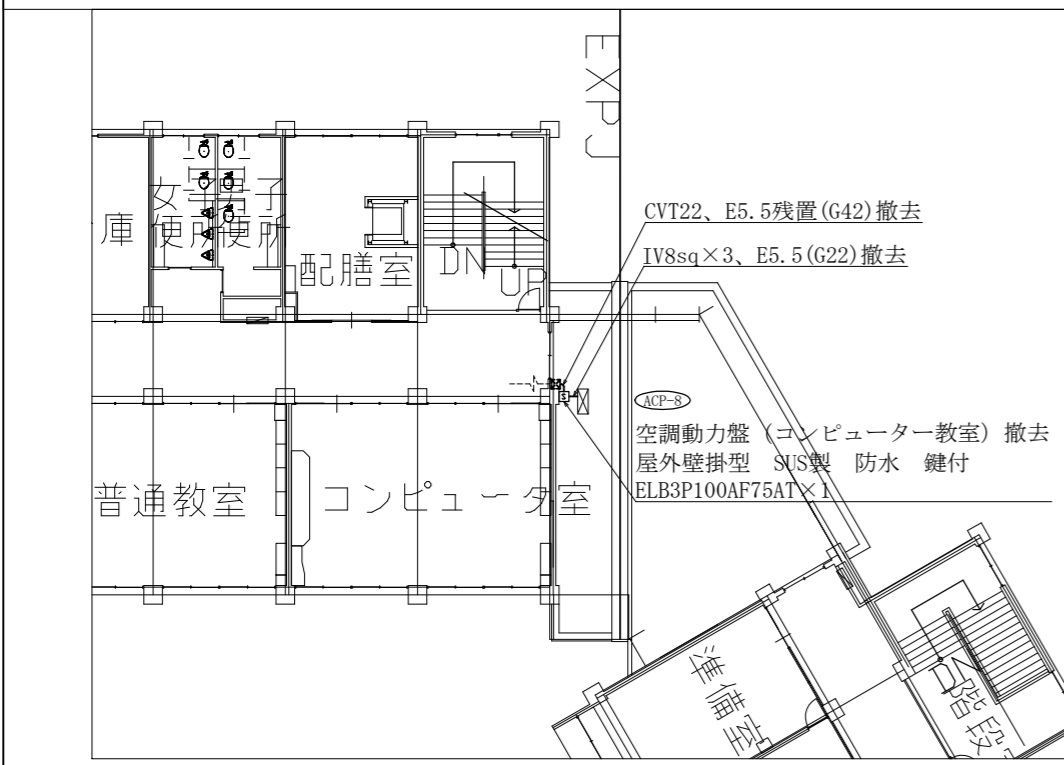 EXP.J
CVT22、E5.5残置(G42)撤去
IV8sq×3、E5.5(G22)撤去
庫
女子
便所
便所
配膳室
DN
UP
ACP-8
空調動力盤 (コンピューター教室) 撤去
屋外壁掛型 SUS製 防水 鍵付
ELB3P100AF75AT×1
S
普通教室
コンピュータ室
準備室
DN
階段